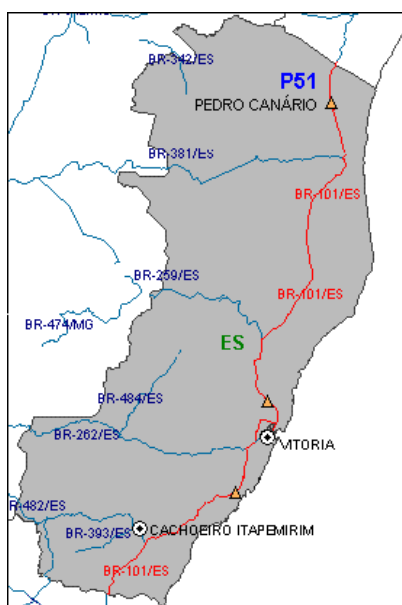 BR-342/ES
P51
PEDRO CANÁRIO
BR-381/ES
BR-101/ES
BR-259/ES
BR-101/ES
BR-474/MG
ES
BR-484/ES
BR-262/ES
VITORIA
BR-482/ES
BR-393/ES
CACHOEIRO ITAPEMIRIM
BR-101/ES